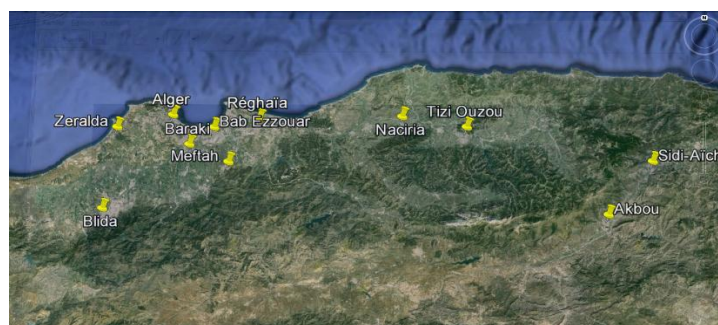 Alger
Réghaïa
Zeralda
Baraki
Bab Ezzouar
Naciria
Tizi Ouzou
Meftah
Sidi-Aïch
Akbou
Blida